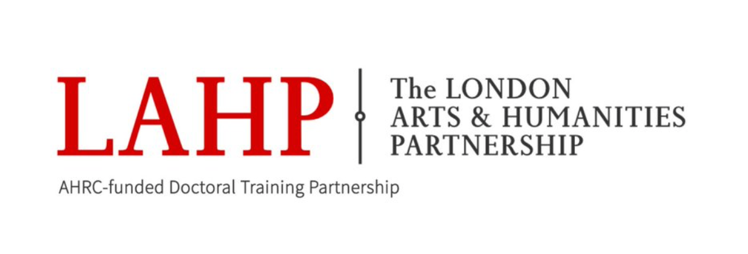 LAHP
The LONDON
ARTS & HUMANITIES
PARTNERSHIP
AHRC-funded Doctoral Training Partnership